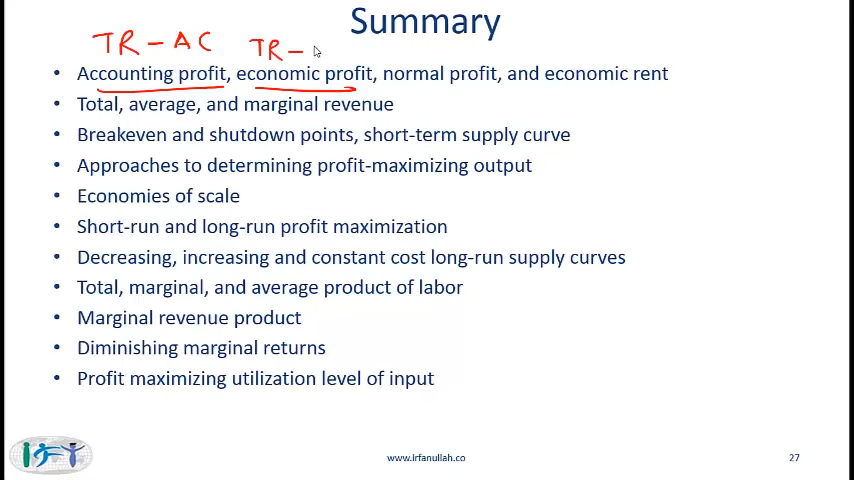 Summary
TR – AC TR –
• Accounting profit, economic profit, normal profit, and economic rent
• Total, average, and marginal revenue
• Breakeven and shutdown points, short-term supply curve
• Approaches to determining profit-maximizing output
• Economies of scale
• Short-run and long-run profit maximization
• Decreasing, increasing and constant cost long-run supply curves
• Total, marginal, and average product of labor
• Marginal revenue product
• Diminishing marginal returns
• Profit maximizing utilization level of input
www.irfanullah.co 27